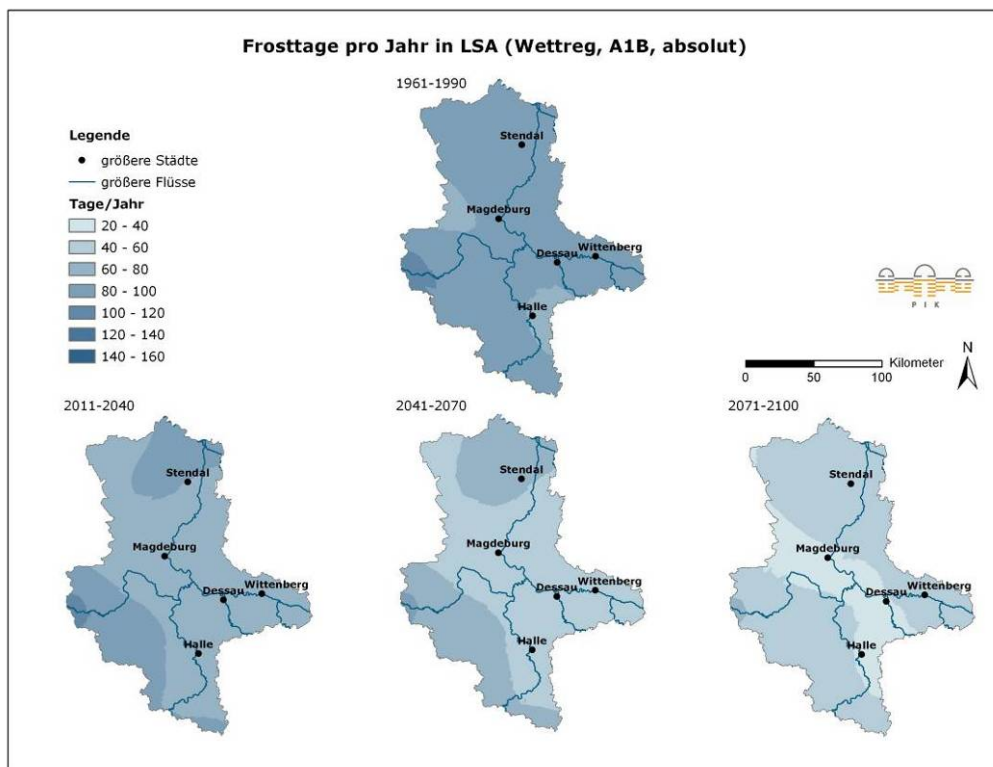 Frosttage pro Jahr in LSA (Wettreg, A1B, absolut)
1961-1990
Legende
größere Städte
größere Flüsse
Tage/Jahr
20 - 40
40 - 60
60 - 80
80 - 100
100 - 120
120 - 140
140 - 160
Stendal
Magdeburg
Dessau
Wittenberg
Halle
P I K
Kilometer
0 50 100
N
2011-2040
Stendal
Magdeburg
Dessau
Wittenberg
Halle
2041-2070
Stendal
Magdeburg
Dessau
Wittenberg
Halle
2071-2100
Stendal
Magdeburg
Dessau
Wittenberg
Halle